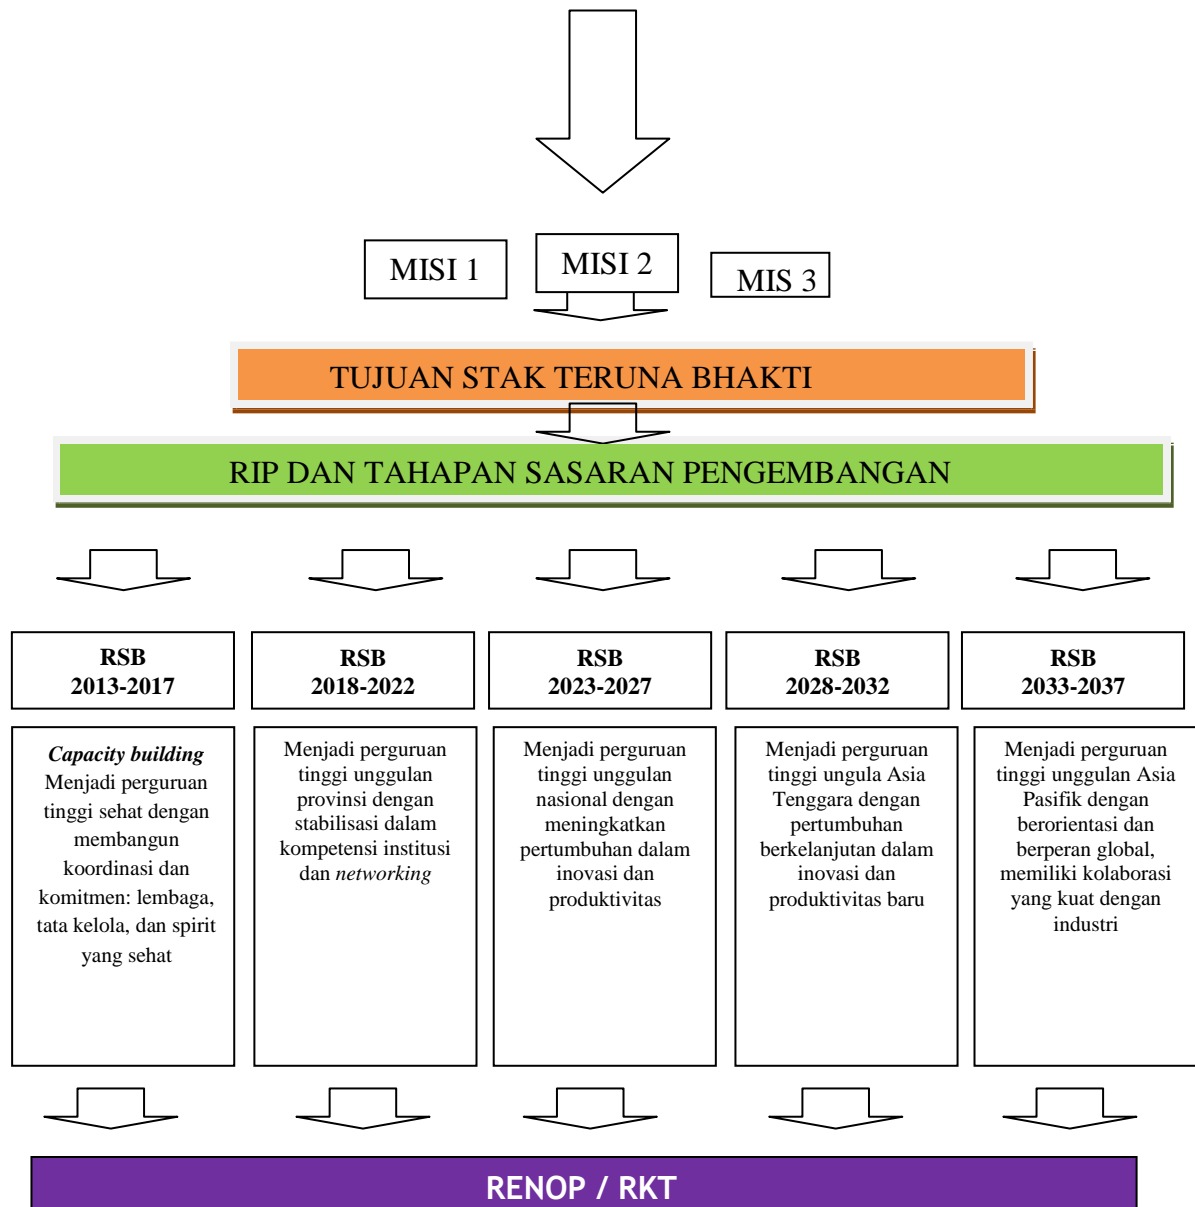 MISI 1
MISI 2
MIS 3
TUJUAN STAK TERUNA BHAKTI
RIP DAN TAHAPAN SASARAN PENGEMBANGAN
RSB
2013-2017
RSB
2018-2022
RSB
2023-2027
RSB
2028-2032
RSB
2033-2037
Capacity building
Menjadi perguruan
tinggi sehat dengan
membangun
koordinasi dan
komitmen: lembaga,
tata kelola, dan spirit
yang sehat
Menjadi perguruan
tinggi unggulan
provinsi dengan
stabilisasi dalam
kompetensi institusi
dan networking
Menjadi perguruan
tinggi unggulan
nasional dengan
meningkatkan
pertumbuhan dalam
inovasi dan
produktivitas
Menjadi perguruan
tinggi ungula Asia
Tenggara dengan
pertumbuhan
berkelanjutan dalam
inovasi dan
produktivitas baru
Menjadi perguruan
tinggi unggulan Asia
Pasifik dengan
berorientasi dan
berperan global,
memiliki kolaborasi
yang kuat dengan
industri
RENOP / RKT